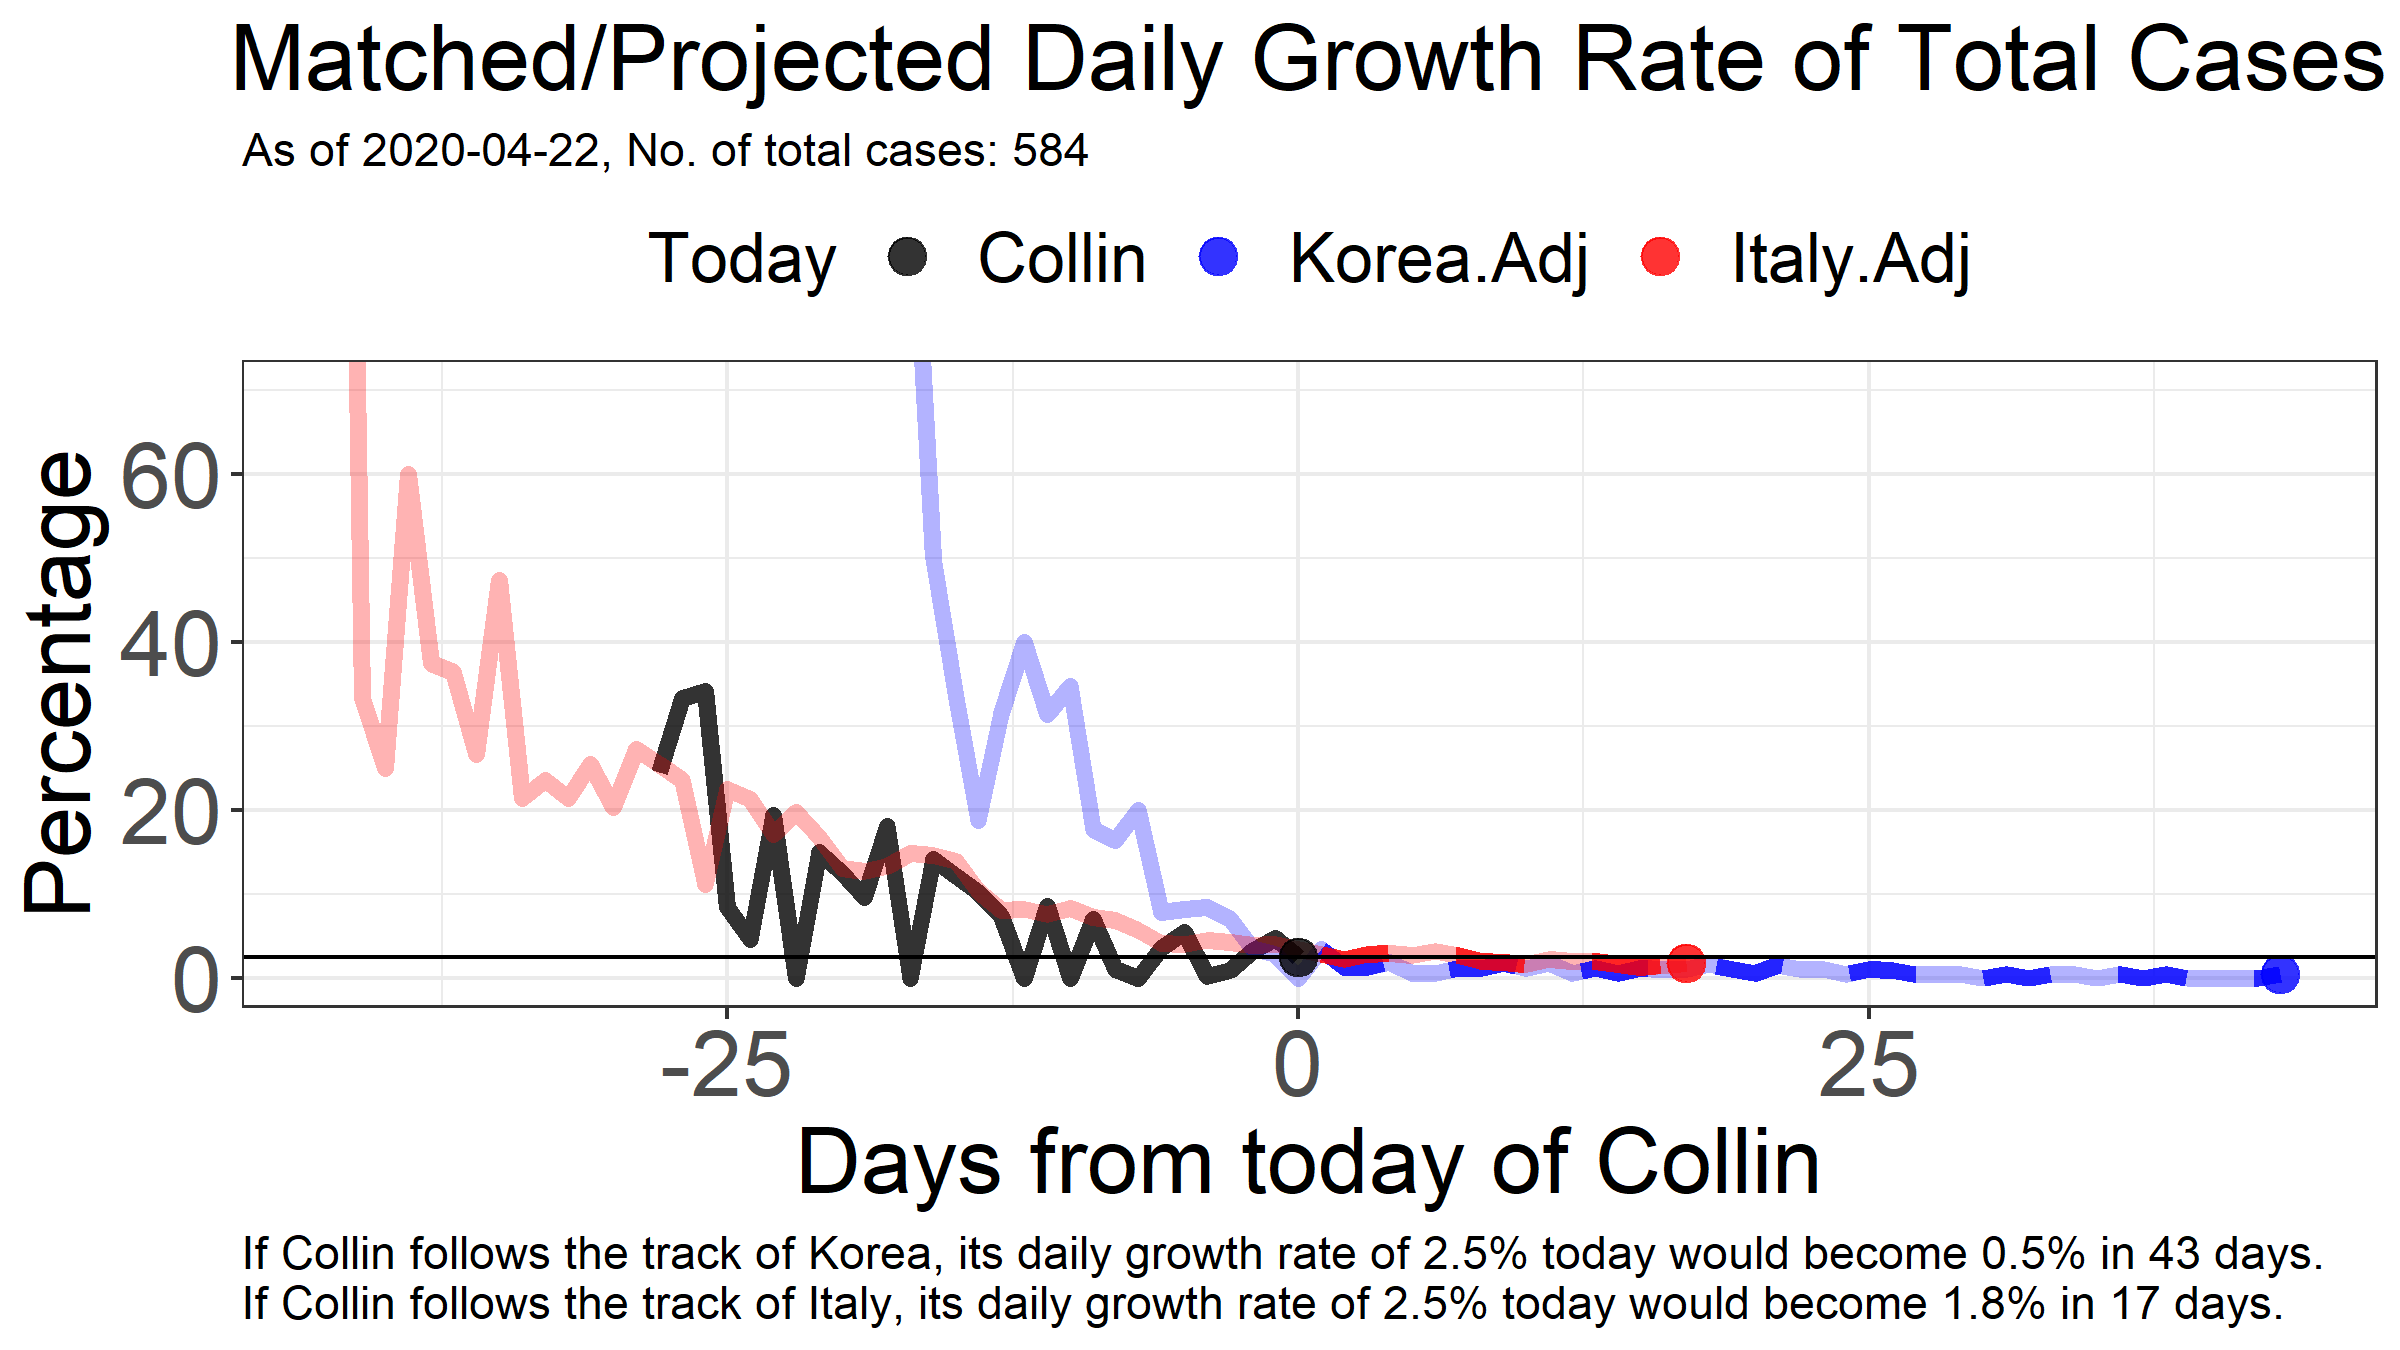 Matched/Projected Daily Growth Rate of Total Cases
As of 2020-04-22, No. of total cases: 584
Today Collin Korea.Adj Italy.Adj
Percentage
60
40
20
0
-25 0 25
Days from today of Collin
If Collin follows the track of Korea, its daily growth rate of 2.5% today would become 0.5% in 43 days.
If Collin follows the track of Italy, its daily growth rate of 2.5% today would become 1.8% in 17 days.